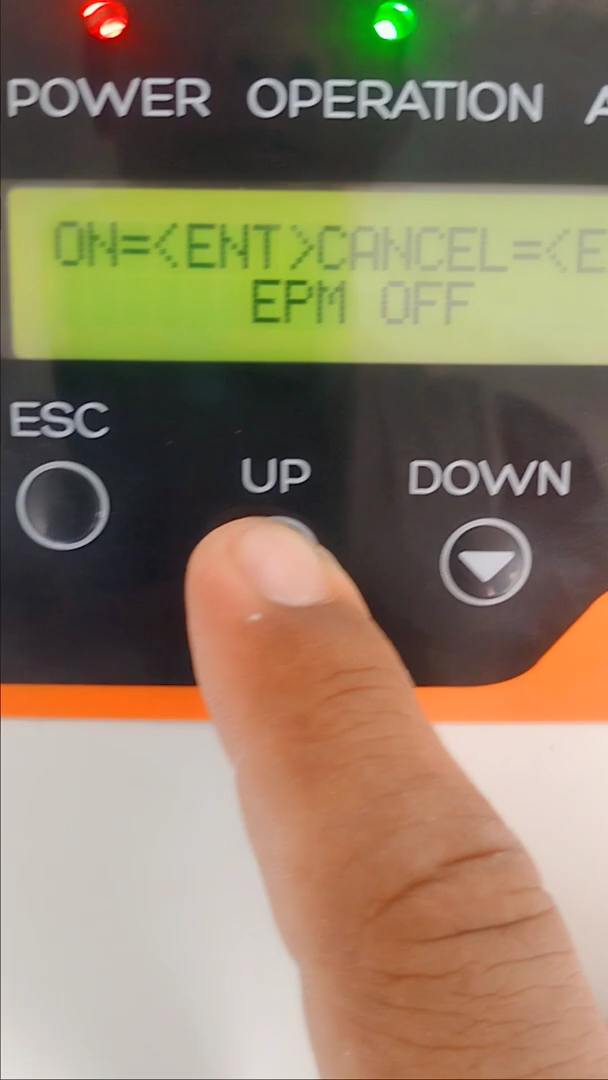 POWER OPERATION A
ON=<ENT>CANCEL=<E
EPM OFF
ESC
UP
DOWN